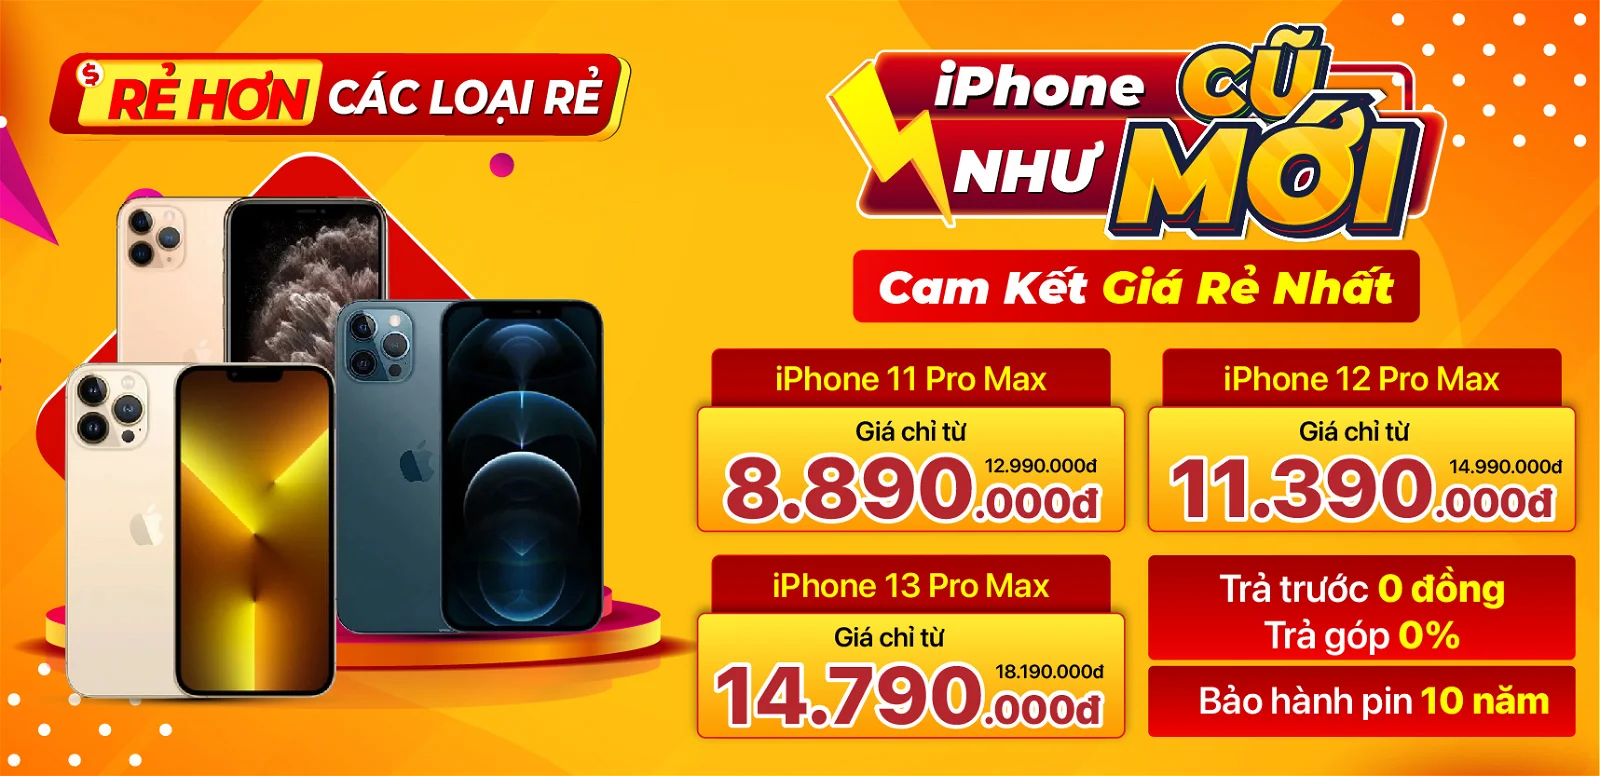 $ RẺ HƠN CÁC LOẠI RẺ
iPhone CŨ
NHƯ MỚI
Cam Kết Giá Rẻ Nhất
iPhone 11 Pro Max
Giá chỉ từ
12.990.000đ
8.890.000đ
iPhone 12 Pro Max
Giá chỉ từ
14.990.000đ
11.390.000đ
iPhone 13 Pro Max
Giá chỉ từ
18.190.000đ
14.790.000đ
Trả trước 0 đồng
Trả góp 0%
Bảo hành pin 10 năm